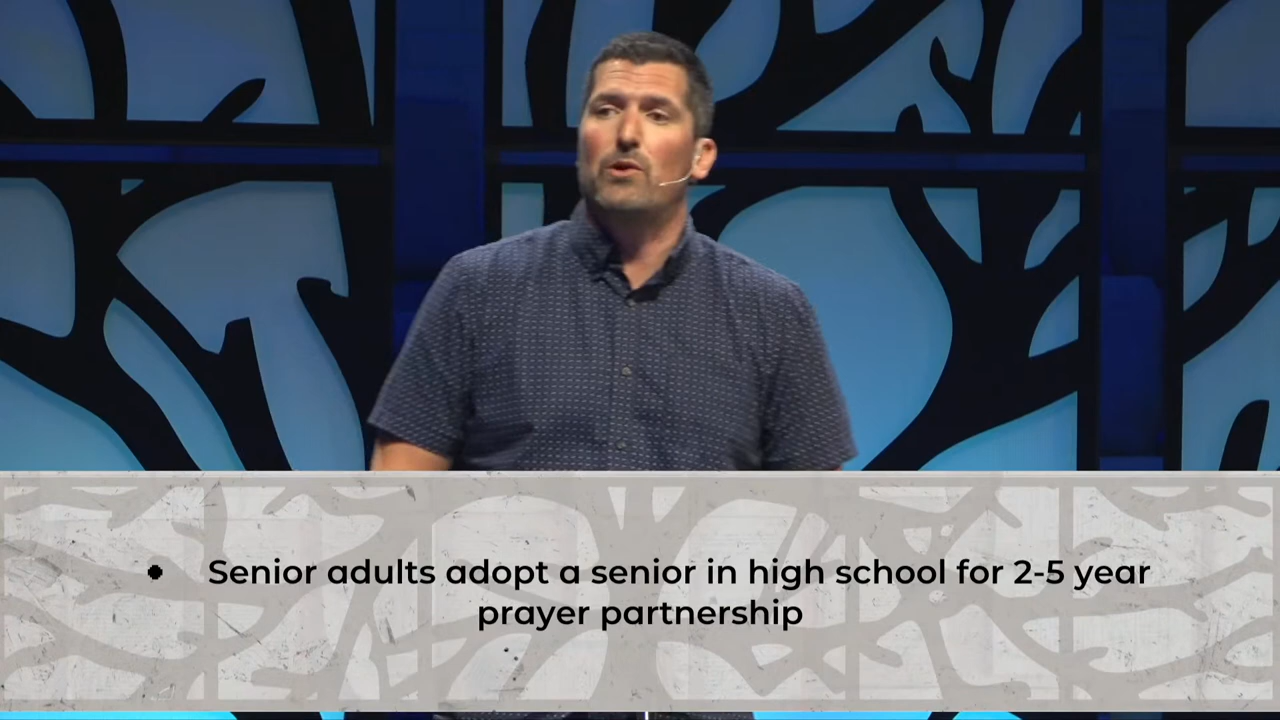 • Senior adults adopt a senior in high school for 2-5 year
prayer partnership